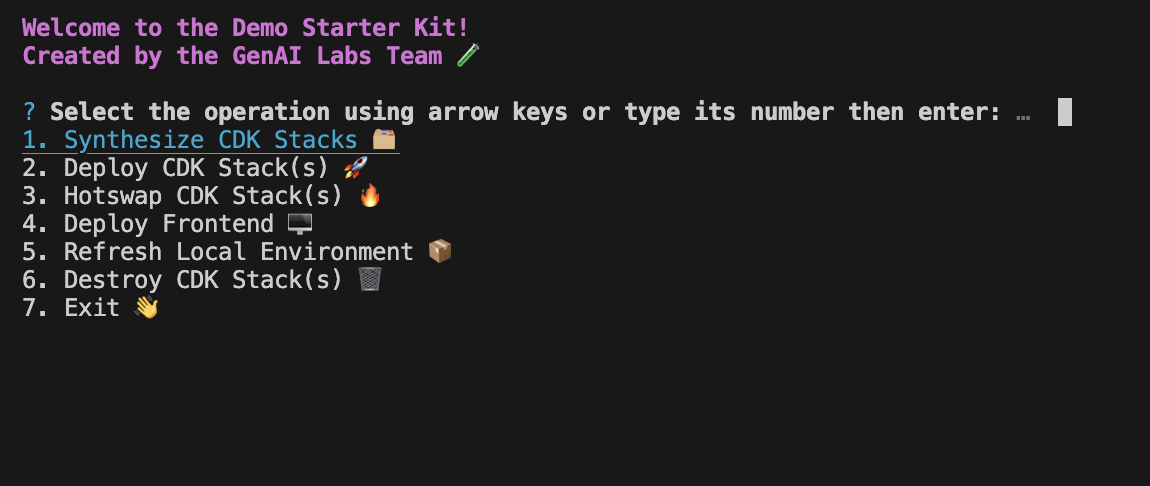 Welcome to the Demo Starter Kit!
Created by the GenAI Labs Team 🧪
? Select the operation using arrow keys or type its number then enter: …
1. Synthesize CDK Stacks 🗂️
2. Deploy CDK Stack(s) 🚀
3. Hotswap CDK Stack(s) 🔥
4. Deploy Frontend 🖥️
5. Refresh Local Environment 📦
6. Destroy CDK Stack(s) 🗑️
7. Exit 👋